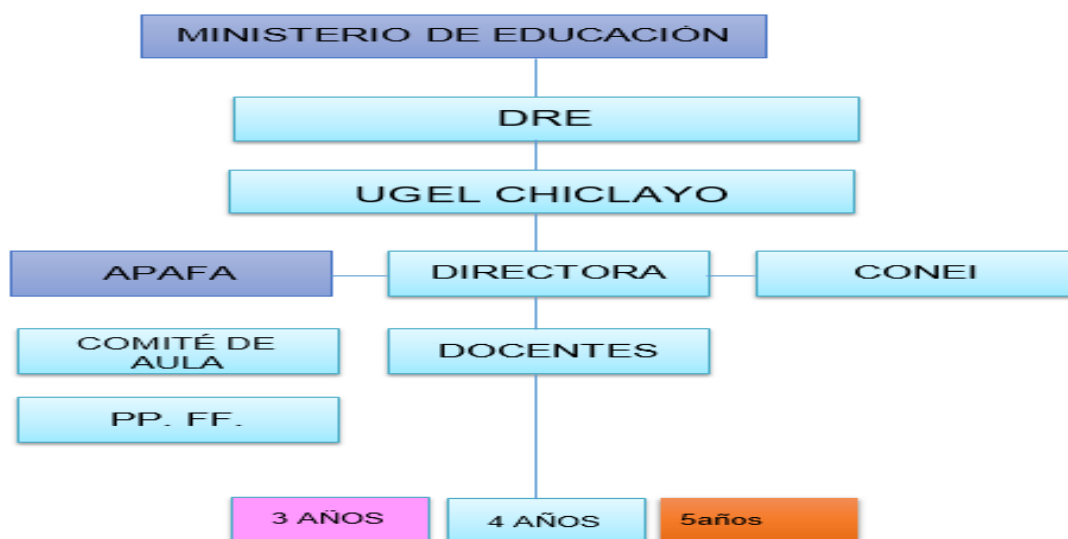 MINISTERIO DE EDUCACIÓN
DRE
UGEL CHICLAYO
APAFA
DIRECTORA
CONEI
COMITÉ DE
AULA
DOCENTES
PP. FF.
3 AÑOS
4 AÑOS
5años